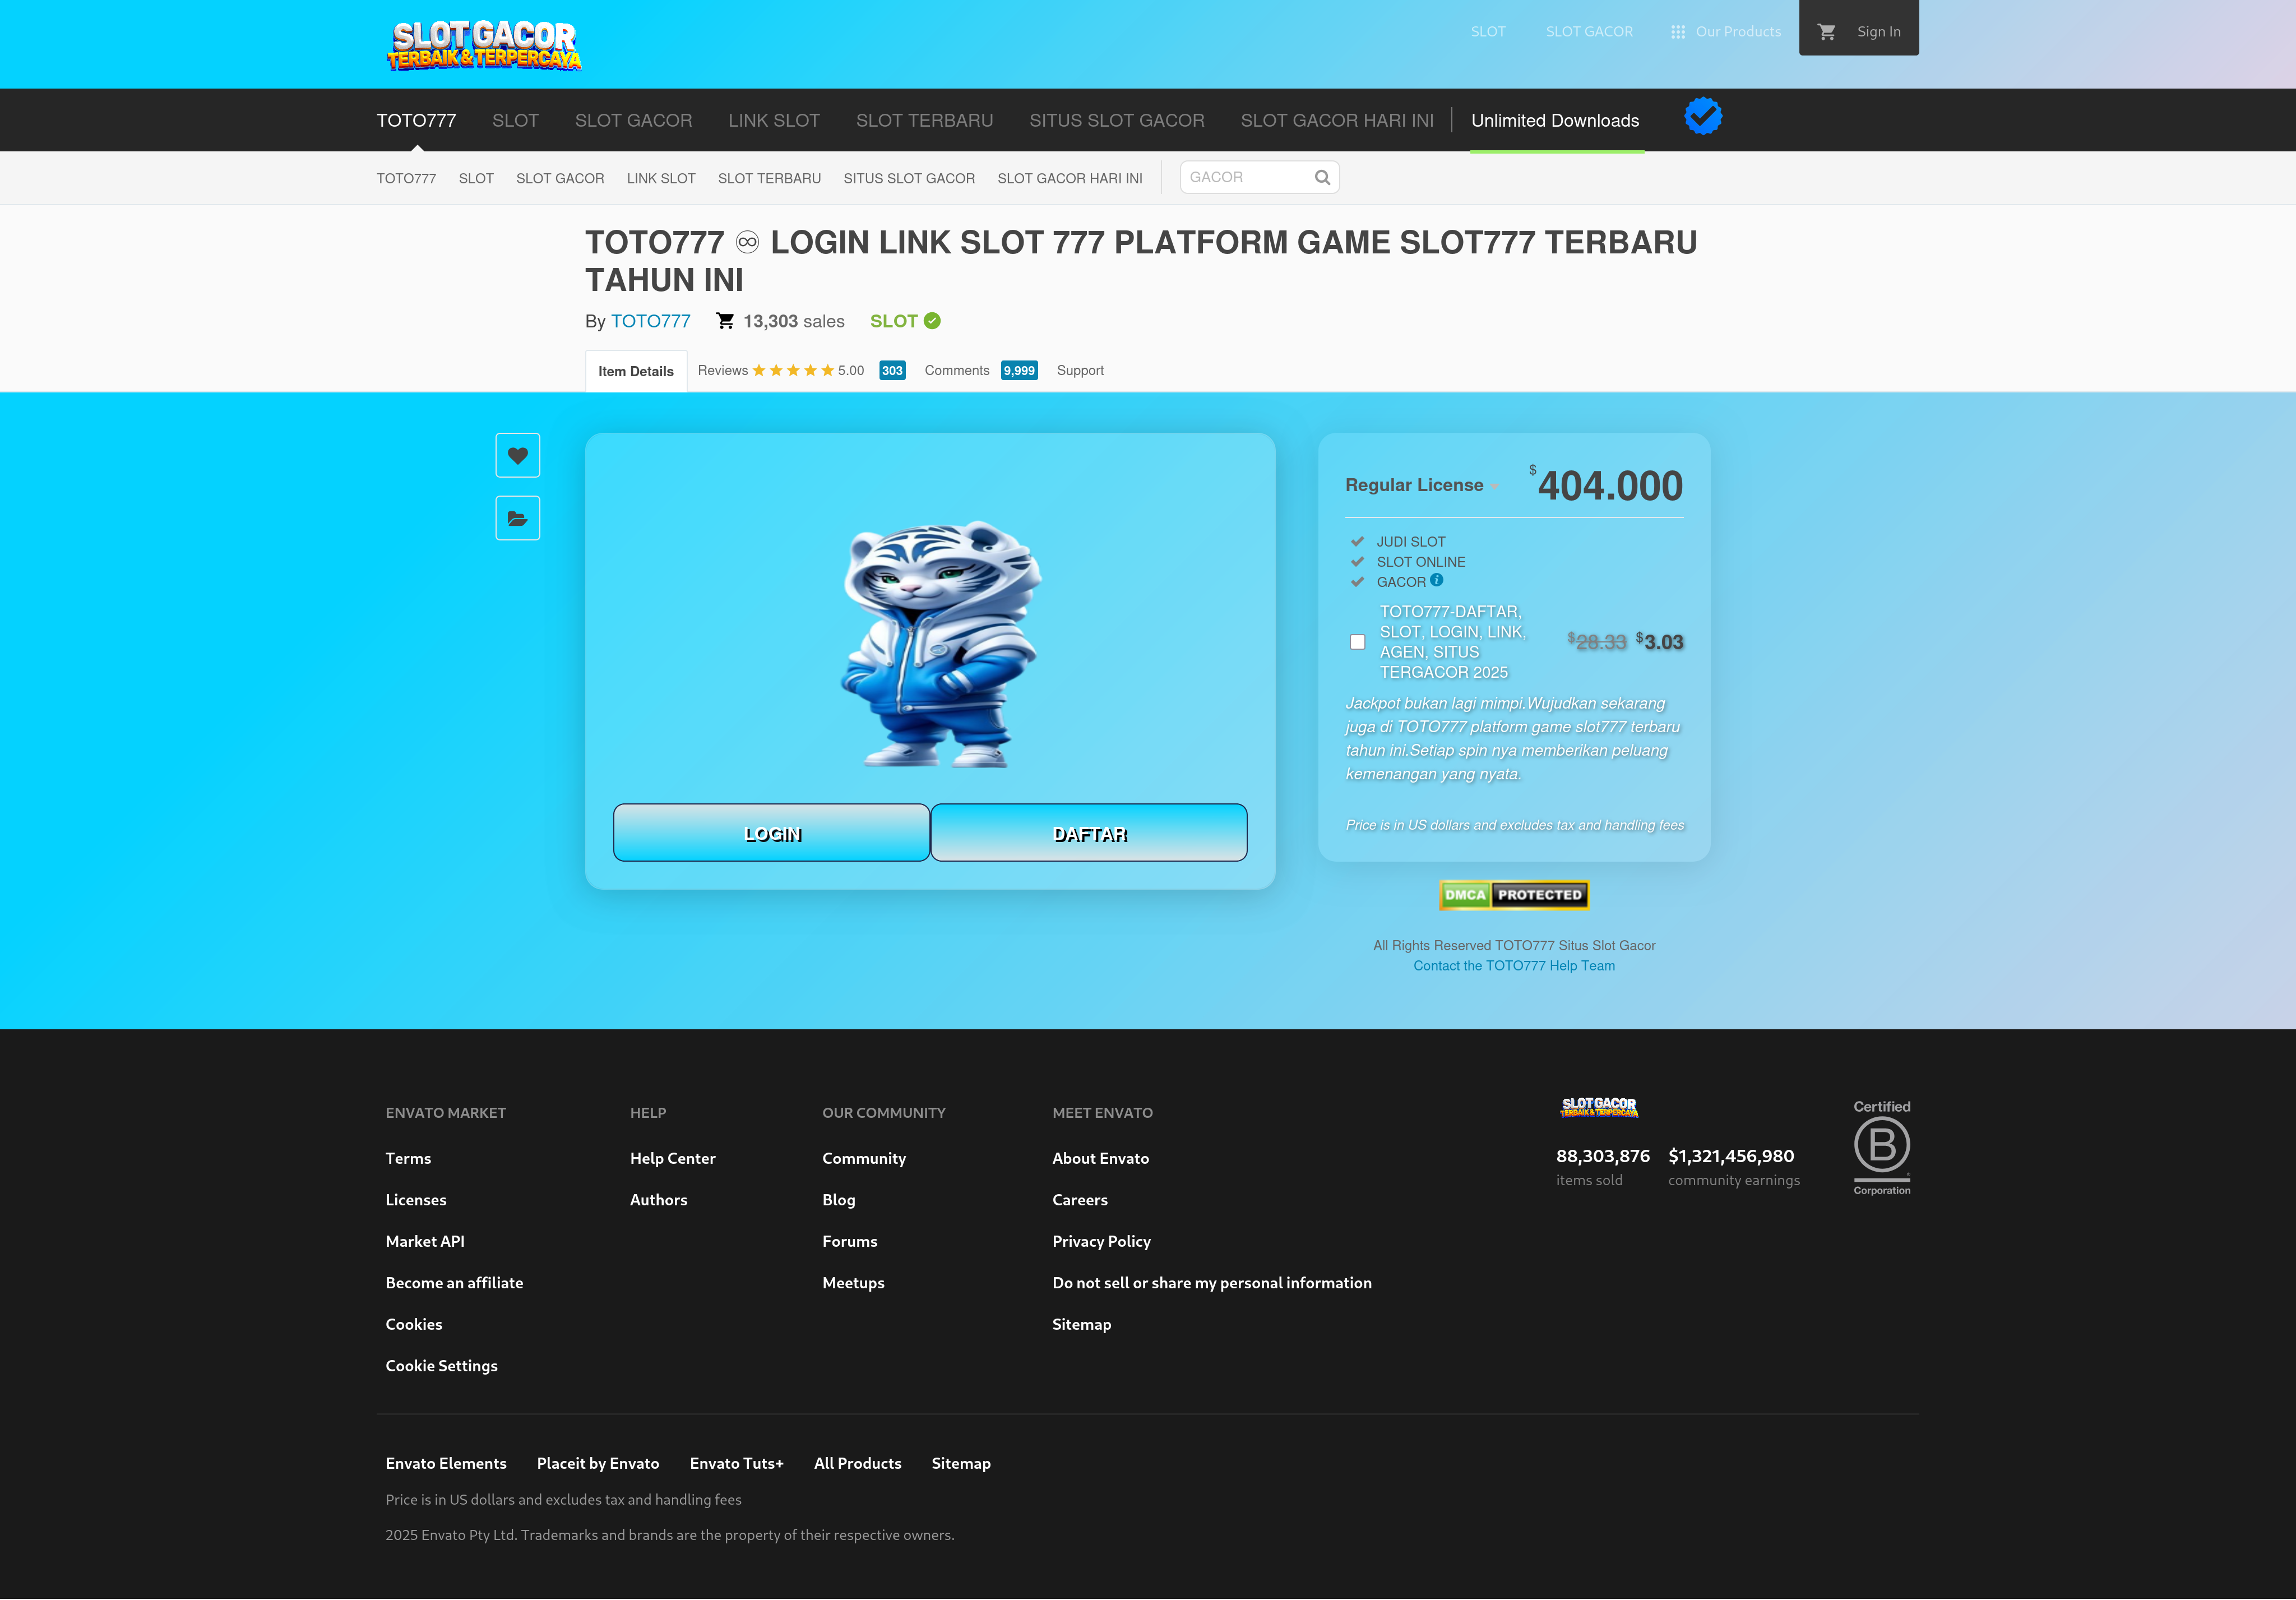 SLOT GACOR
TERBAIK & TERPERCAYA
SLOT
SLOT GACOR
Our Products
Sign In
TOTO777
SLOT
SLOT GACOR
LINK SLOT
SLOT TERBARU
SITUS SLOT GACOR
SLOT GACOR HARI INI
Unlimited Downloads
TOTO777
SLOT
SLOT GACOR
LINK SLOT
SLOT TERBARU
SITUS SLOT GACOR
SLOT GACOR HARI INI
GACOR
TOTO777 ♾ LOGIN LINK SLOT 777 PLATFORM GAME SLOT777 TERBARU
TAHUN INI
By TOTO777
13,303 sales
SLOT
Item Details
Reviews
5.00
303
Comments
9,999
Support
Regular License
$404.000
JUDI SLOT
SLOT ONLINE
GACOR
TOTO777-DAFTAR,
SLOT, LOGIN, LINK,
AGEN, SITUS
TERGACOR 2025
$28.33 $3.03
Jackpot bukan lagi mimpi.Wujudkan sekarang
juga di TOTO777 platform game slot777 terbaru
tahun ini.Setiap spin nya memberikan peluang
kemenangan yang nyata.
Price is in US dollars and excludes tax and handling fees
LOGIN
DAFTAR
DMCA PROTECTED
All Rights Reserved TOTO777 Situs Slot Gacor
Contact the TOTO777 Help Team
ENVATO MARKET
Terms
Licenses
Market API
Become an affiliate
Cookies
Cookie Settings
HELP
Help Center
Authors
OUR COMMUNITY
Community
Blog
Forums
Meetups
MEET ENVATO
About Envato
Careers
Privacy Policy
Do not sell or share my personal information
Sitemap
SLOT GACOR
TERBAIK & TERPERCAYA
88,303,876
items sold
$1,321,456,980
community earnings
Certified
B
Corporation
Envato Elements
Placeit by Envato
Envato Tuts+
All Products
Sitemap
Price is in US dollars and excludes tax and handling fees
2025 Envato Pty Ltd. Trademarks and brands are the property of their respective owners.